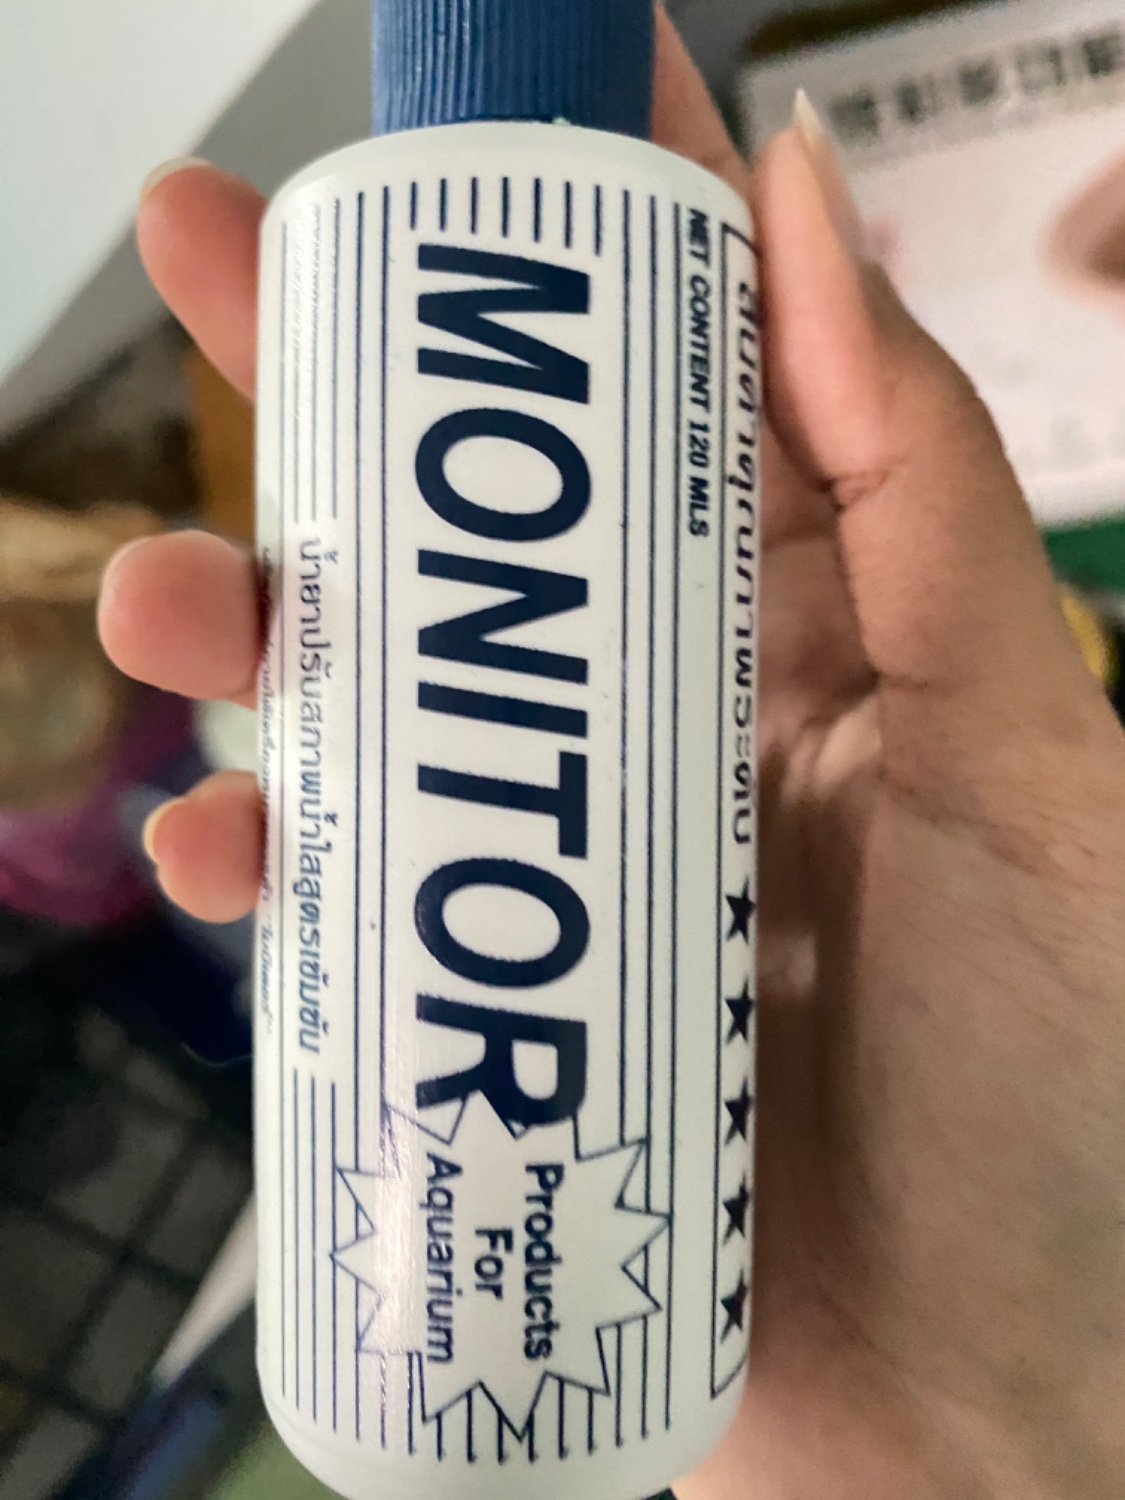 สินค้าคุณภาพระดับ ★★★★★
NET CONTENT 120 MLS
MONITOR
Products
For
Aquarium
น้ำยาปรับสภาพน้ำใสสูตรเข้มข้น